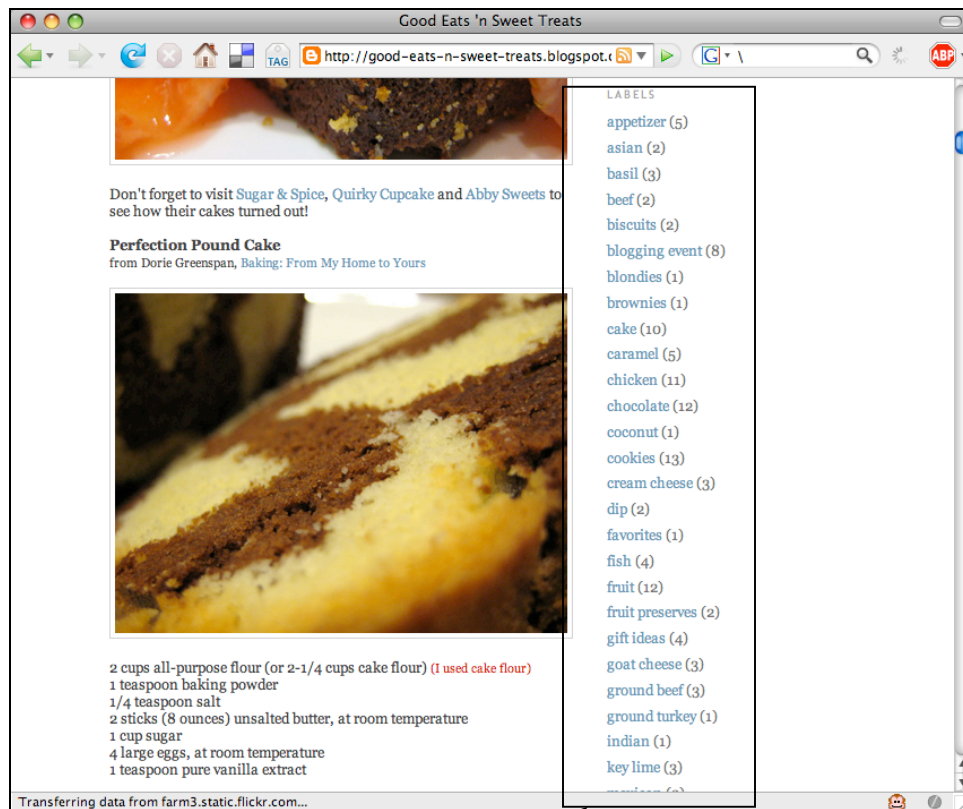 Good Eats 'n Sweet Treats
TAG
http://good-eats-n-sweet-treats.blogspot.c
G
\
ABP
Don't forget to visit Sugar & Spice, Quirky Cupcake and Abby Sweets to
see how their cakes turned out!
Perfection Pound Cake
from Dorie Greenspan, Baking: From My Home to Yours
2 cups all-purpose flour (or 2-1/4 cups cake flour) (I used cake flour)
1 teaspoon baking powder
1/4 teaspoon salt
2 sticks (8 ounces) unsalted butter, at room temperature
1 cup sugar
4 large eggs, at room temperature
1 teaspoon pure vanilla extract
LABELS
appetizer (5)
asian (2)
basil (3)
beef (2)
biscuits (2)
blogging event (8)
blondies (1)
brownies (1)
cake (10)
caramel (5)
chicken (11)
chocolate (12)
coconut (1)
cookies (13)
cream cheese (3)
dip (2)
favorites (1)
fish (4)
fruit (12)
fruit preserves (2)
gift ideas (4)
goat cheese (3)
ground beef (3)
ground turkey (1)
indian (1)
key lime (3)
Transferring data from farm3.static.flickr.com...